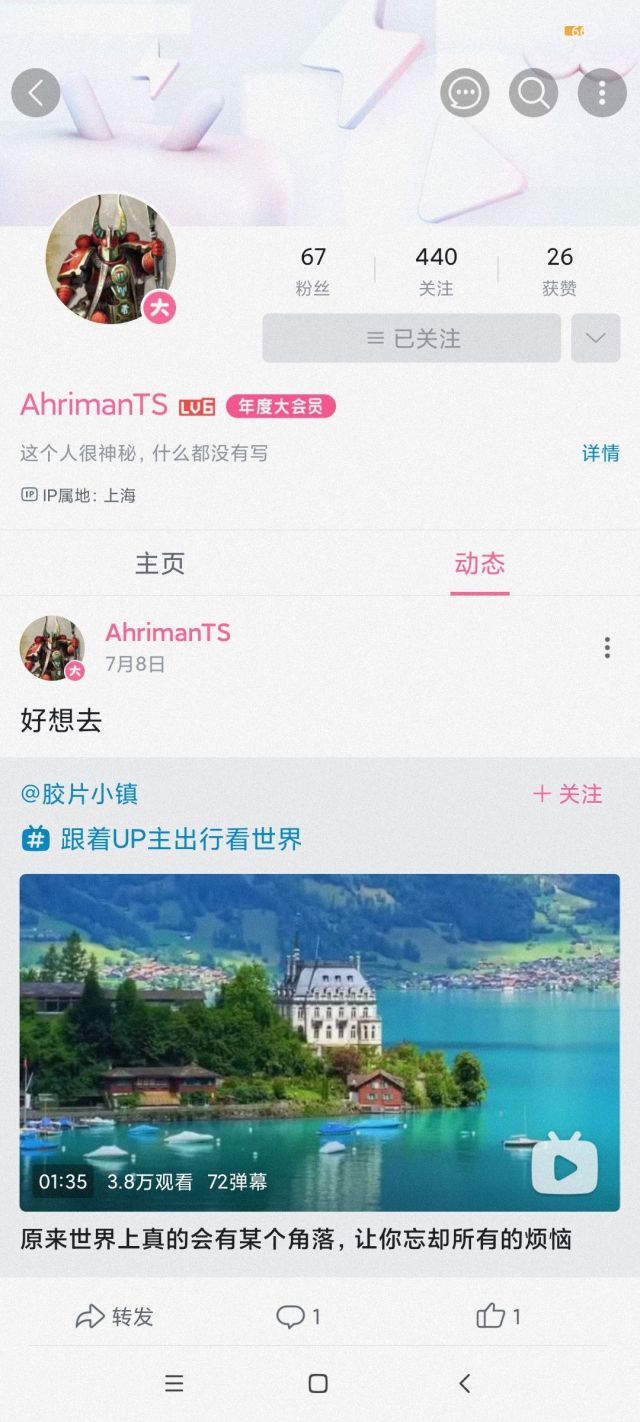 67
440
26
粉丝
关注
获赞
已关注
AhrimanTS LV6 年度大会员
大
这个人很神秘，什么都没有写
详情
IP IP属地：上海
主页
动态
AhrimanTS
7月8日
大
好想去
@胶片小镇
+ 关注
# 跟着UP主出行看世界
01:35 3.8万观看 72弹幕
原来世界上真的会有某个角落，让你忘却所有的烦恼
转发
1
1